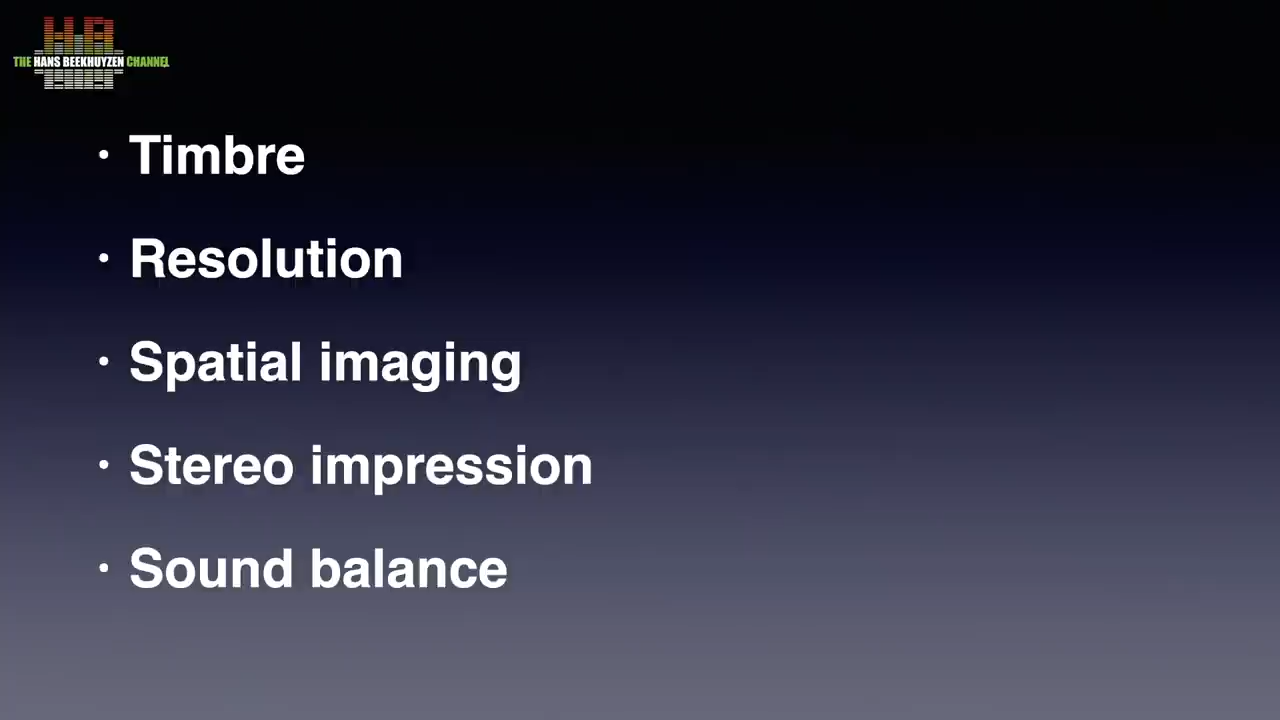 THE HANS BEEKHUYZEN CHANNEL
• Timbre
• Resolution
• Spatial imaging
• Stereo impression
• Sound balance